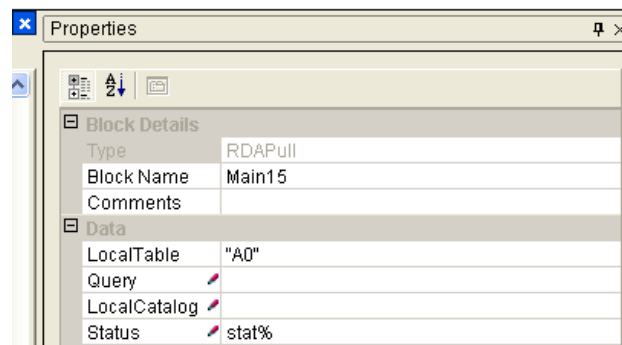 Properties
Block Details
Type RDAPull
Block Name Main15
Comments
Data
LocalTable "A0"
Query
LocalCatalog
Status stat%